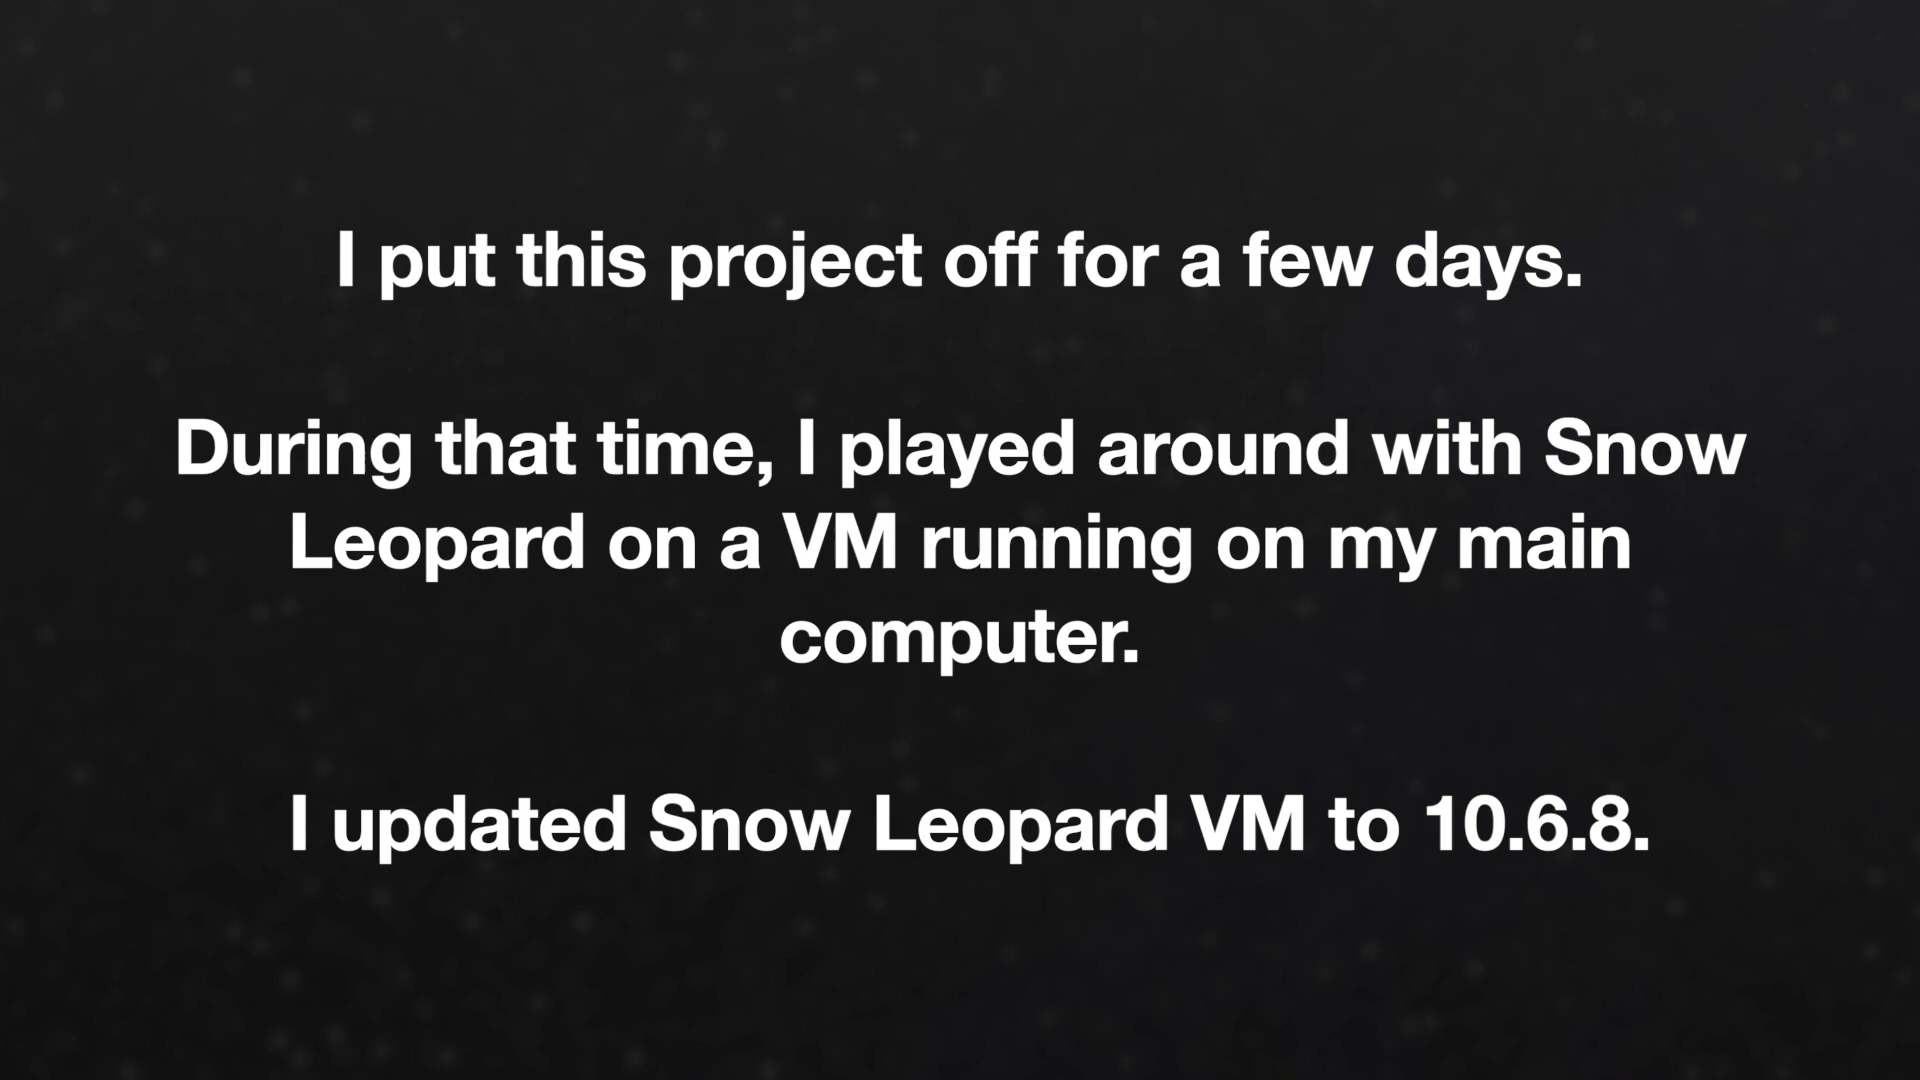 I put this project off for a few days.
During that time, I played around with Snow
Leopard on a VM running on my main
computer.
I updated Snow Leopard VM to 10.6.8.